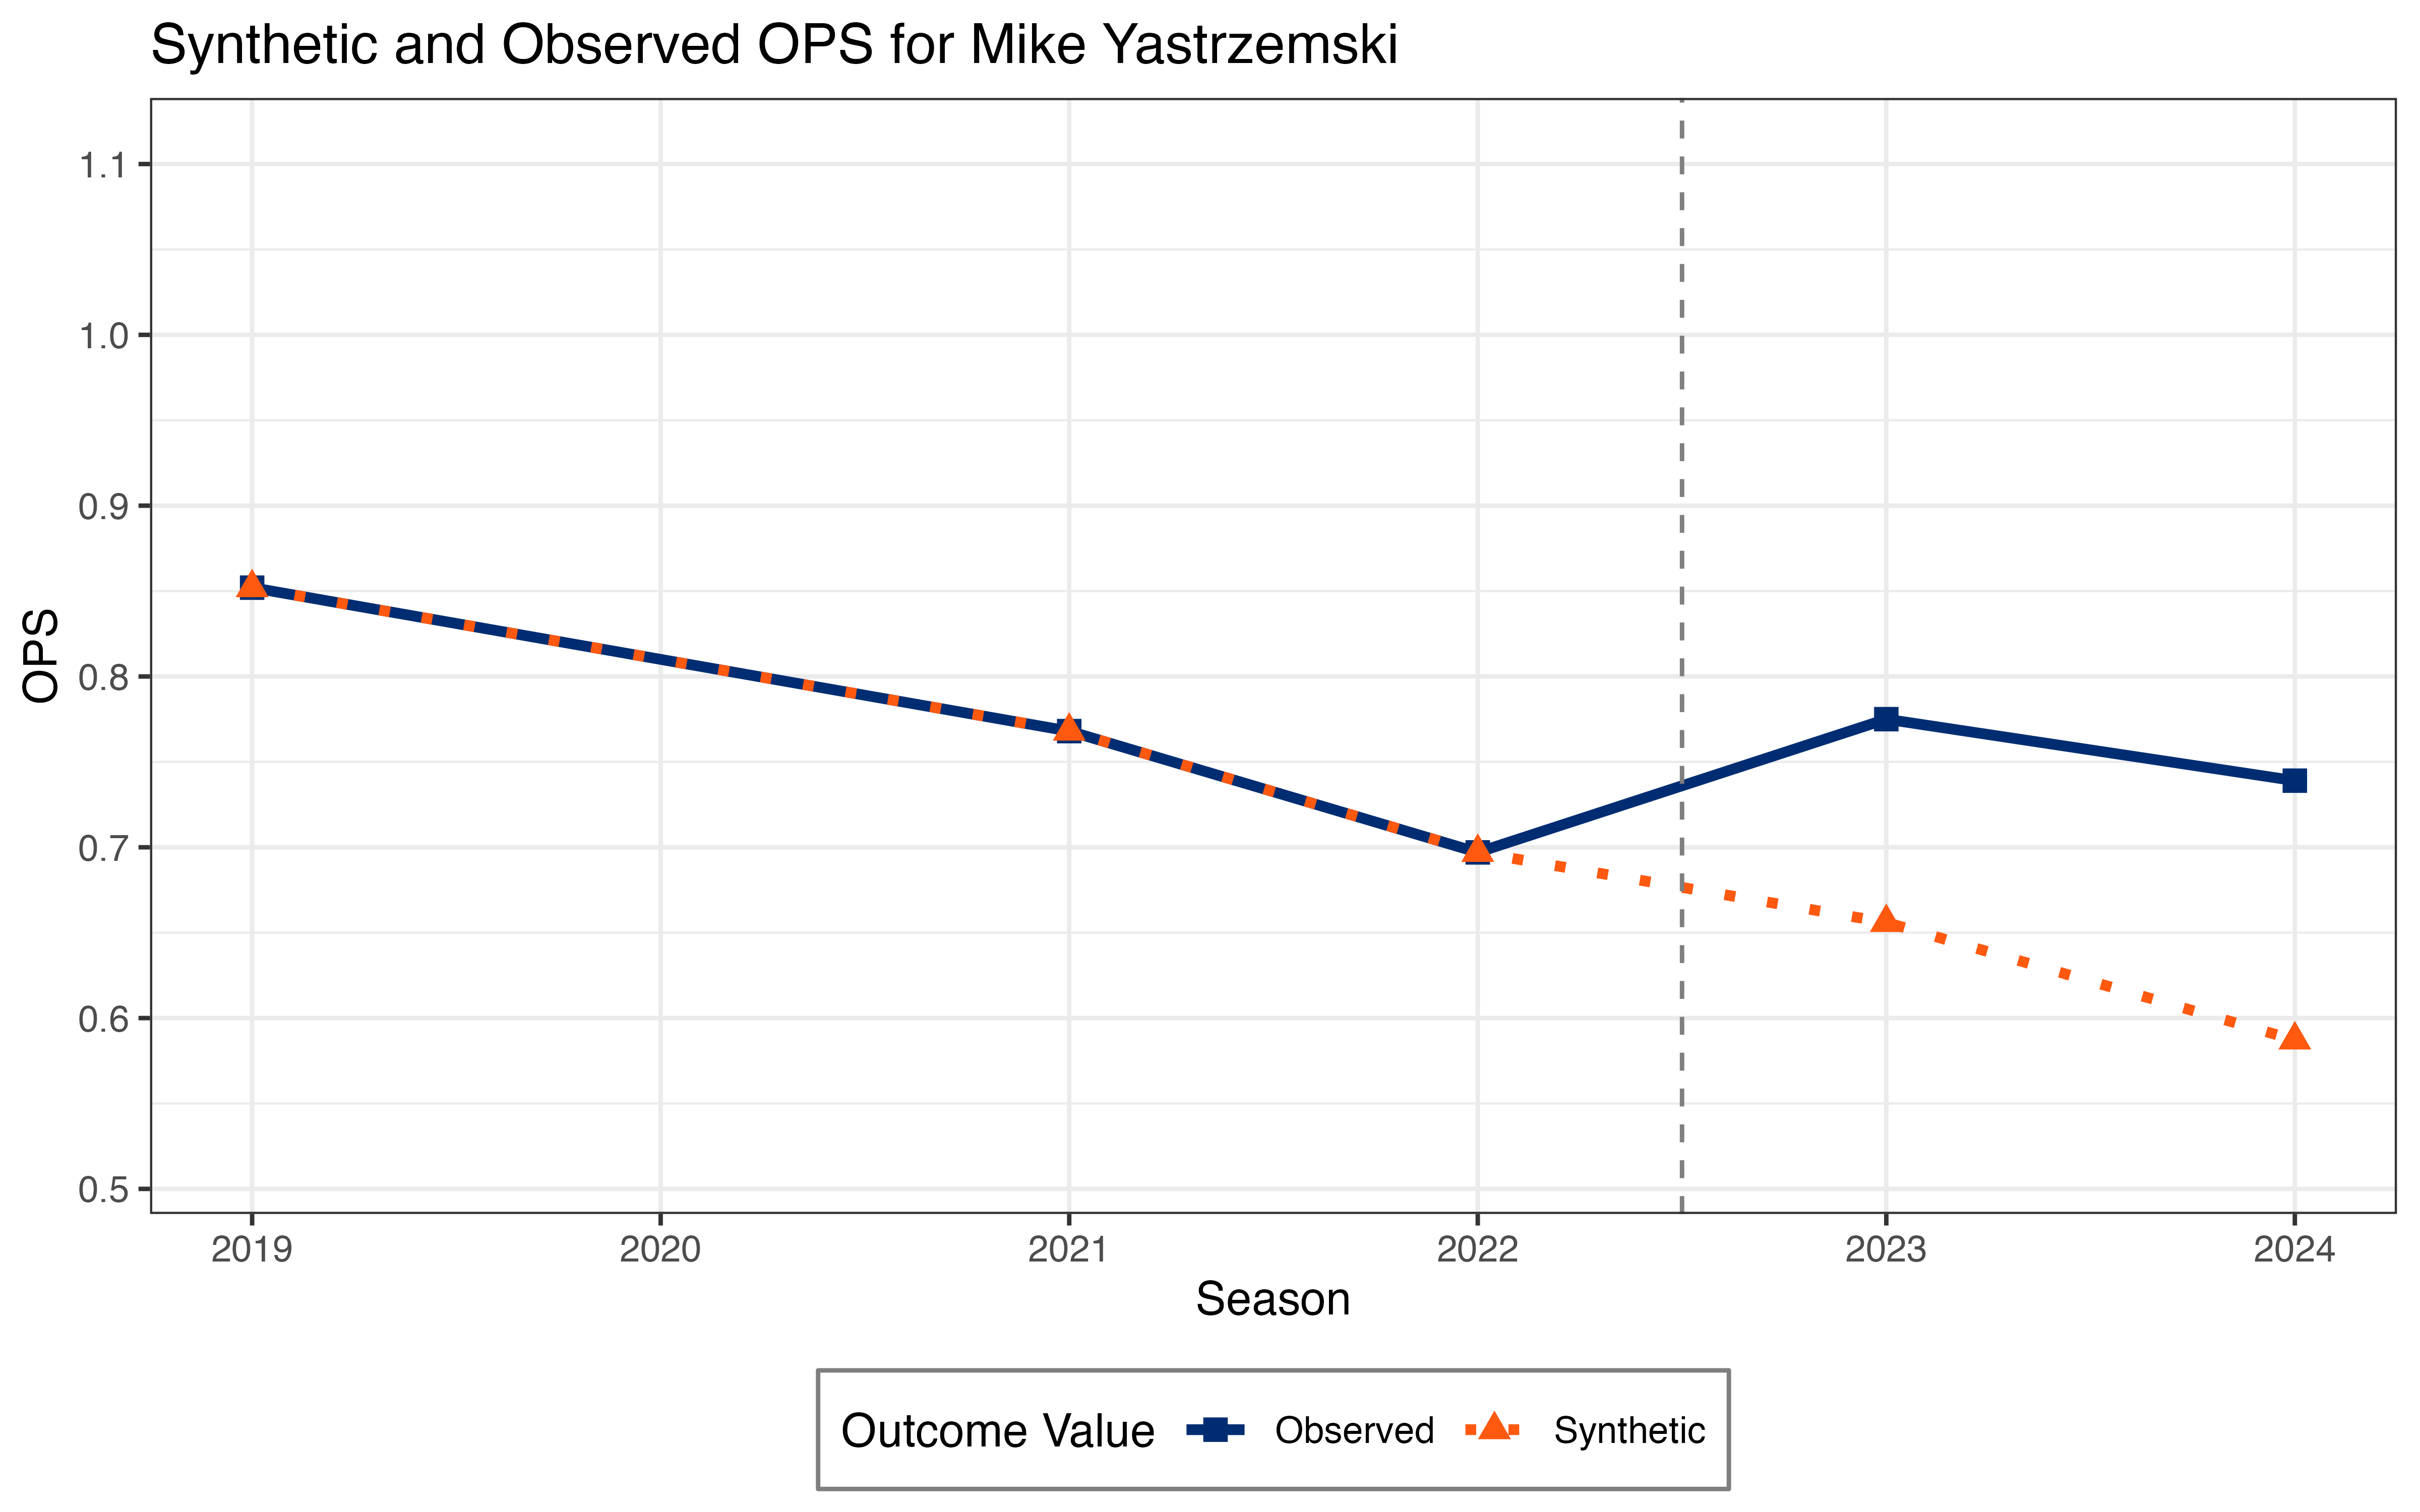 Synthetic and Observed OPS for Mike Yastrzemski
1.1
1.0
0.9
0.8
0.7
0.6
0.5
OPS
2019 2020 2021 2022 2023 2024
Season
Outcome Value Observed Synthetic